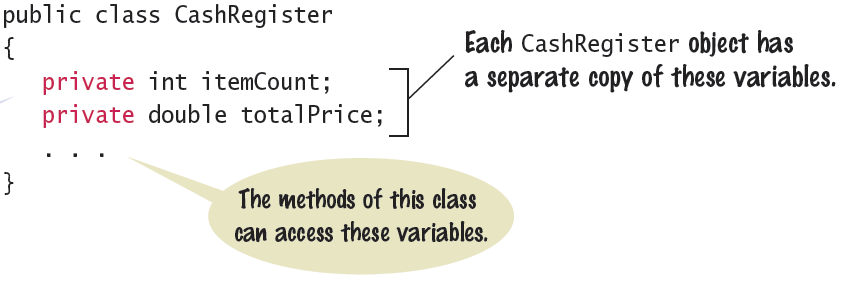 public class CashRegister
{
private int itemCount;
private double totalPrice;
. . .
}
Each CashRegister object has
a separate copy of these variables.
The methods of this class
can access these variables.